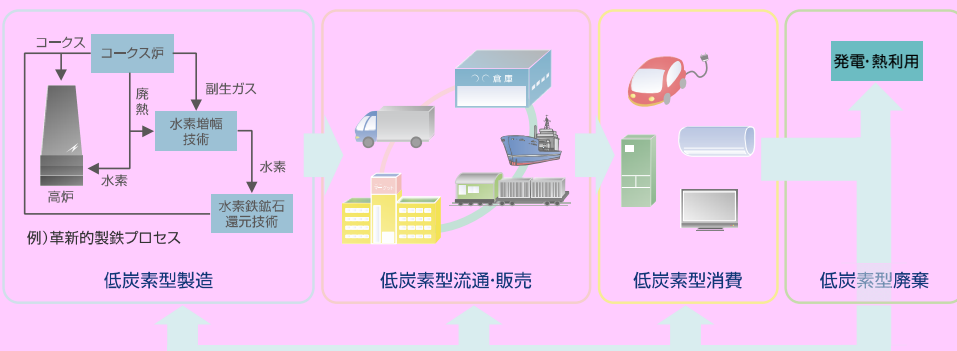 コークス
コークス炉
廃熱
副生ガス
水素増幅
技術
水素
水素
高炉
水素鉄鉱石
還元技術
例）革新的製鉄プロセス
低炭素型製造
倉庫
低炭素型流通・販売
低炭素型消費
発電・熱利用
低炭素型廃棄